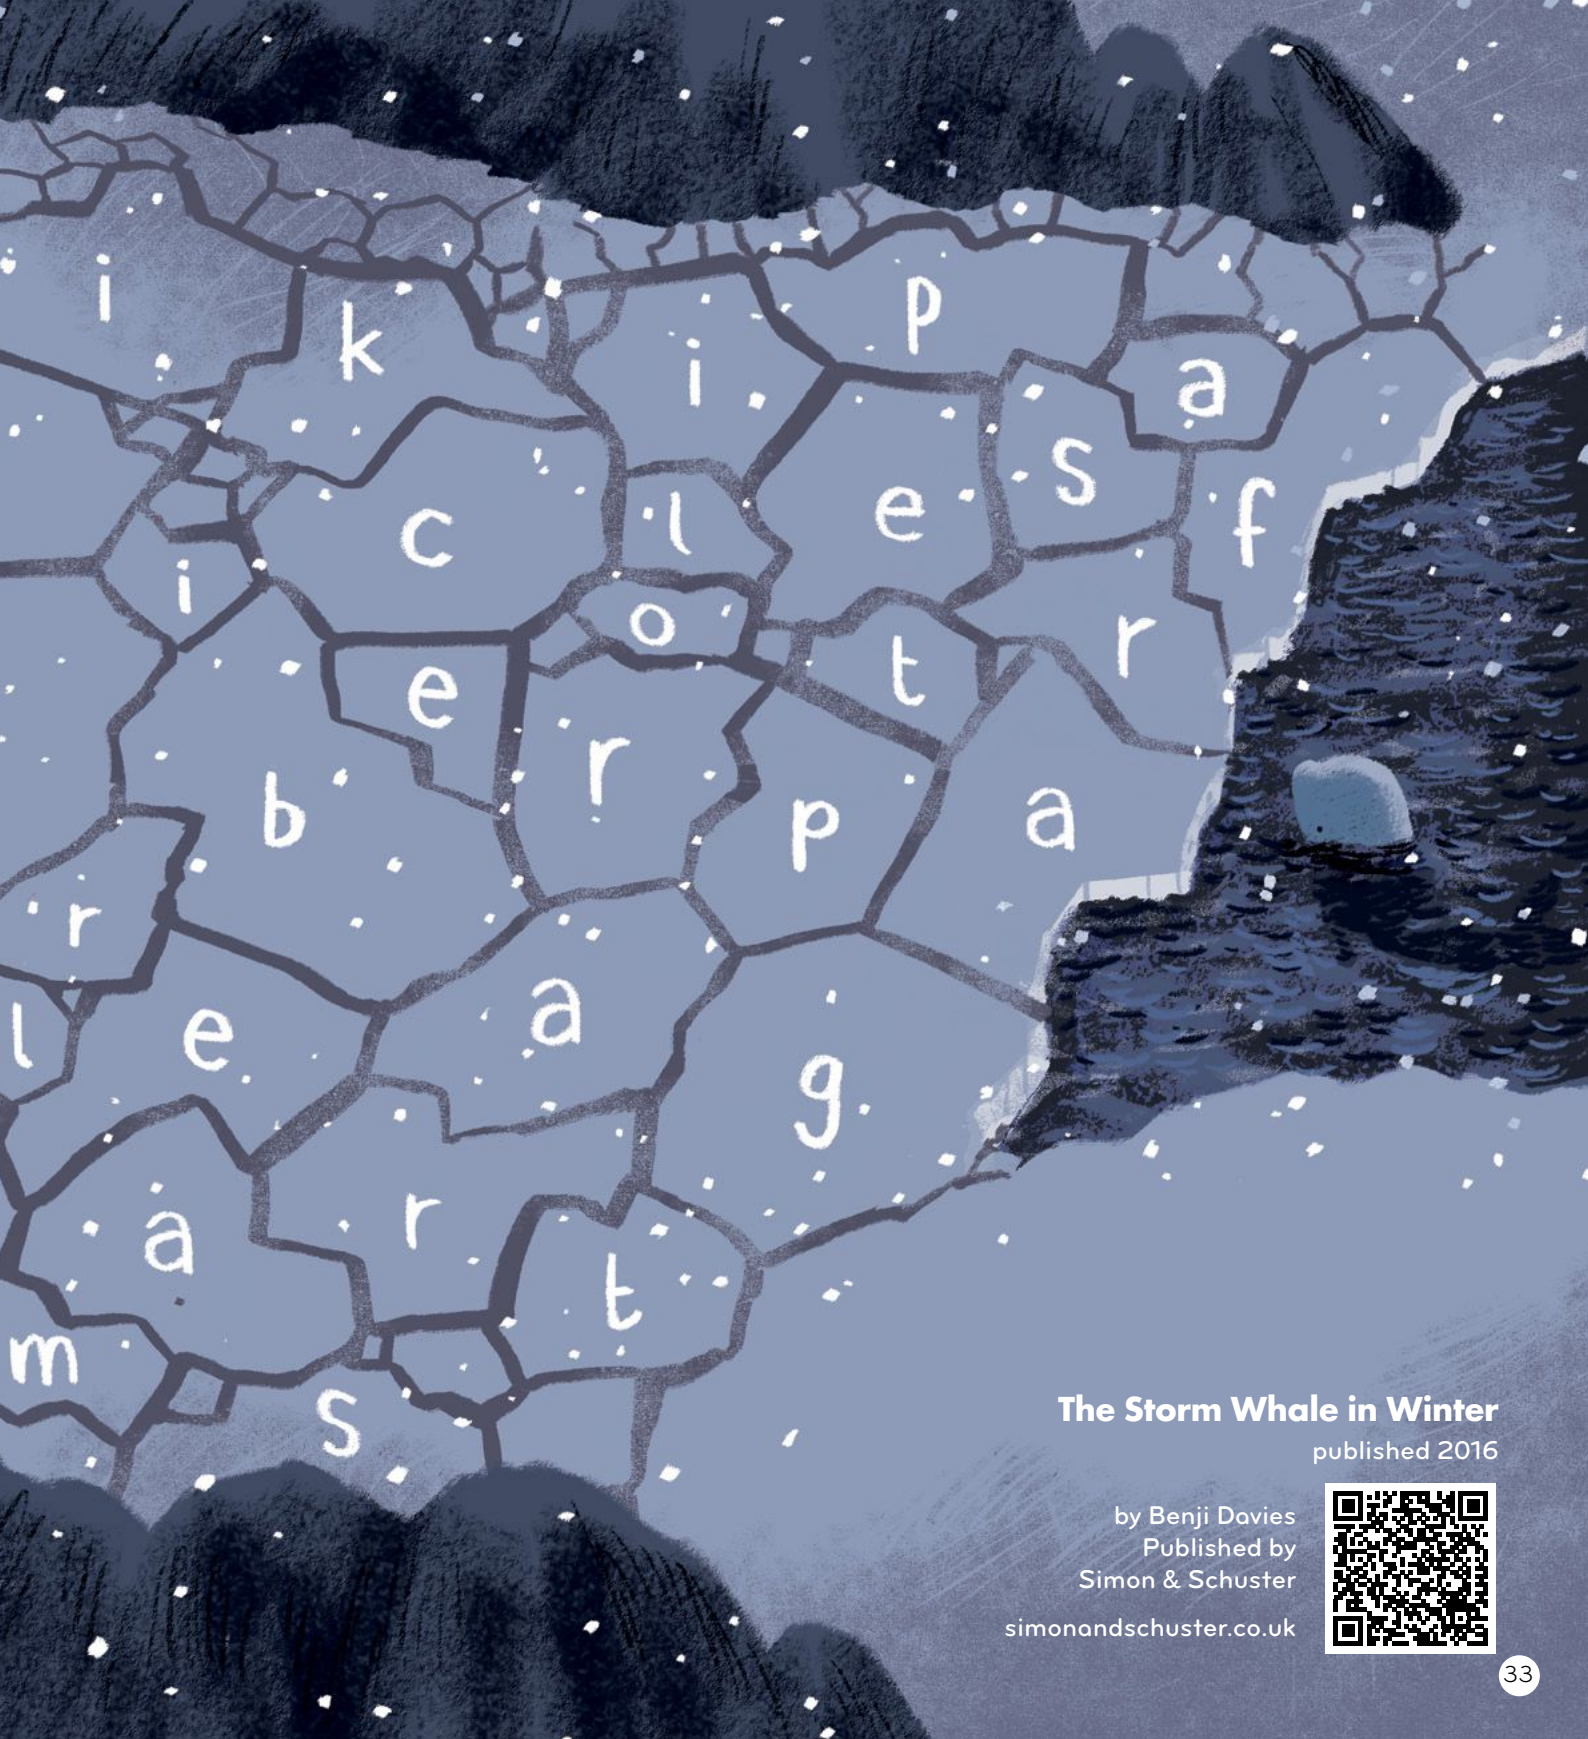 i
k
i
p
a
c
l
e
s
f
i
o
e
t
r
b
r
p
a
r
l
e
a
g
a
r
t
m
s
The Storm Whale in Winter
published 2016
by Benji Davies
Published by
Simon & Schuster
simonandschuster.co.uk
33